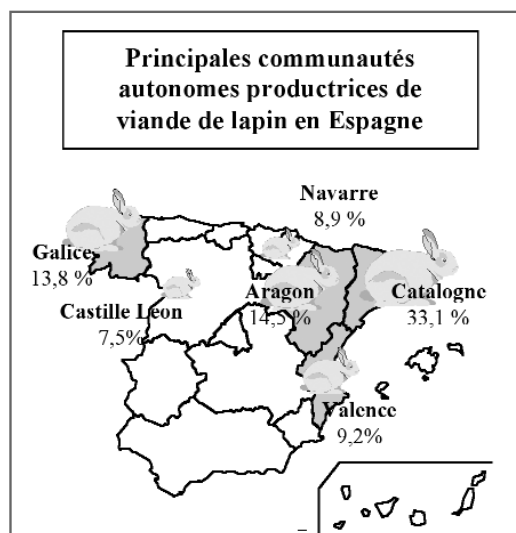 Principales communautés
autonomes productrices de
viande de lapin en Espagne
Navarre
8,9 %
Galice
13,8 %
Aragon
14,5 %
Catalogne
33,1 %
Castille Léon
7,5%
Valence
9,2%